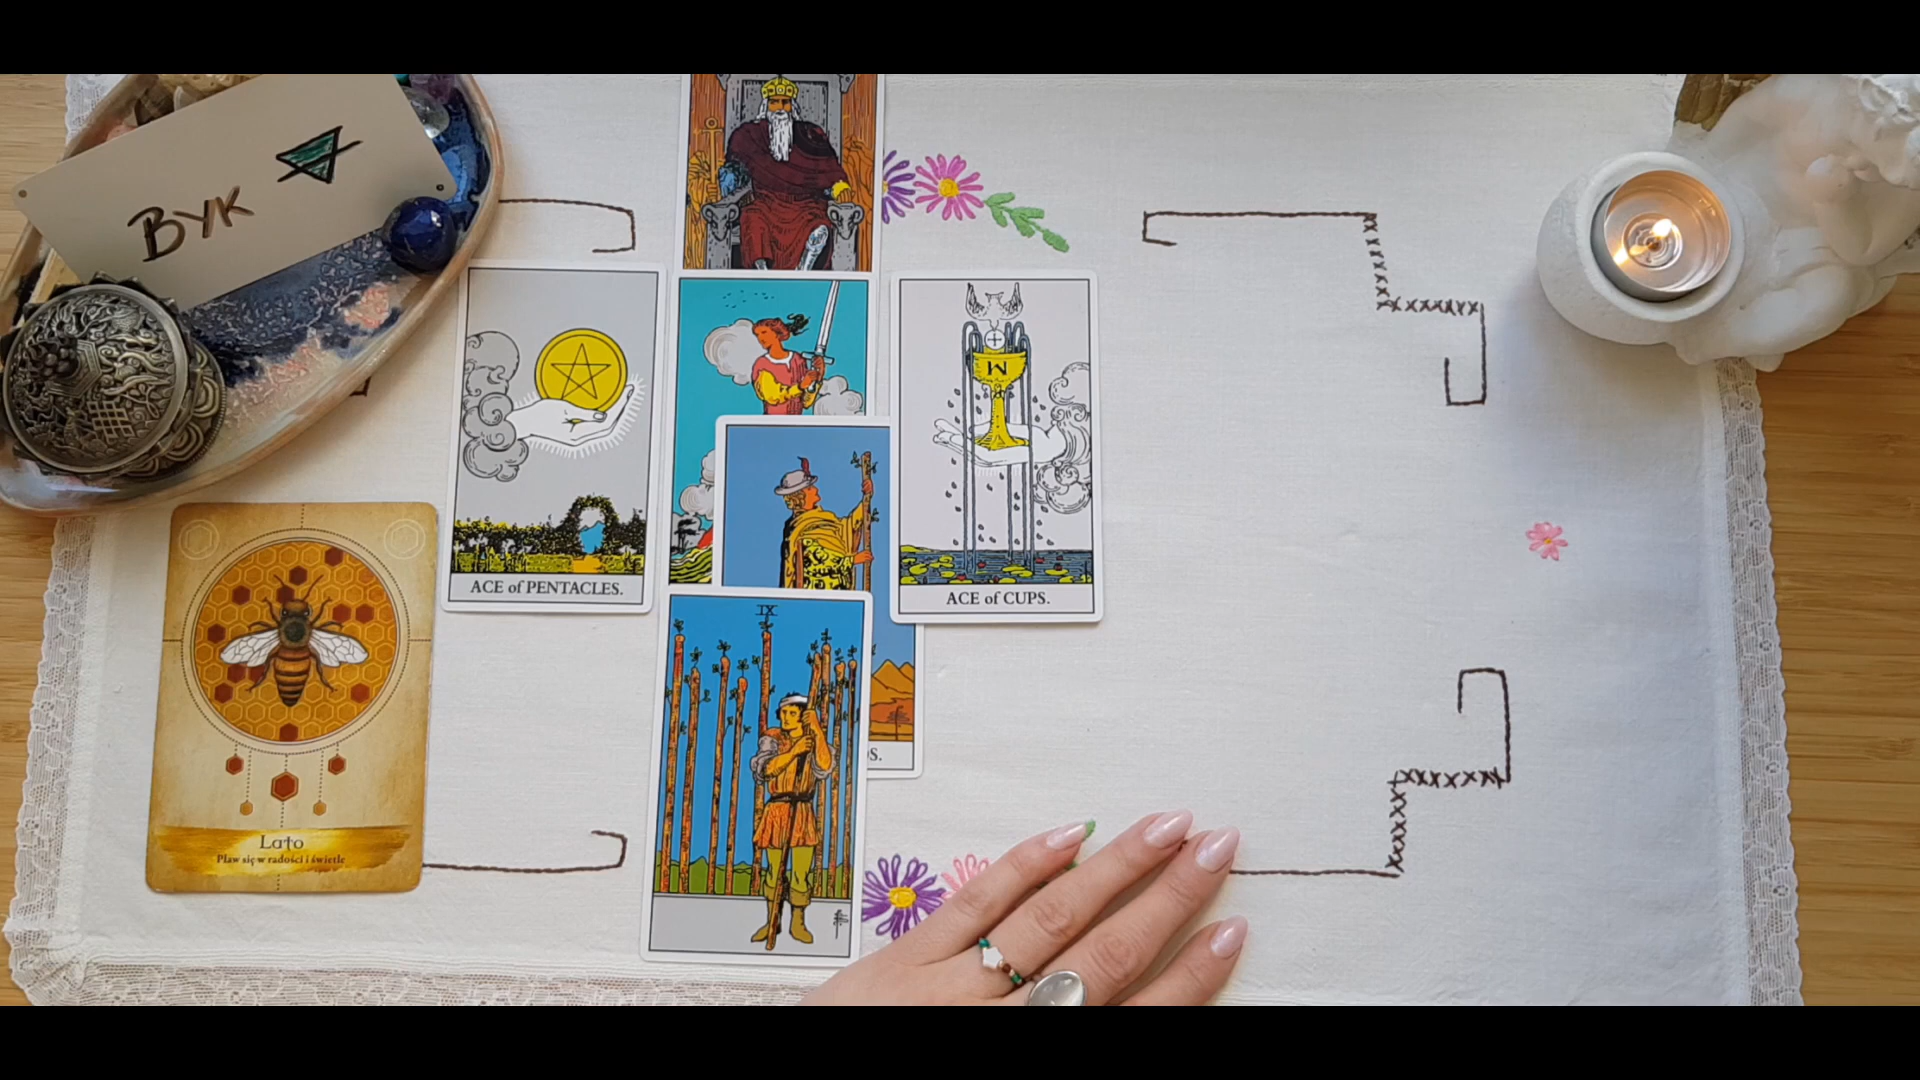 BYK
ACE of PENTACLES.
M
ACE of CUPS.
IX
S.
Lato
Pław się w radości i świetle